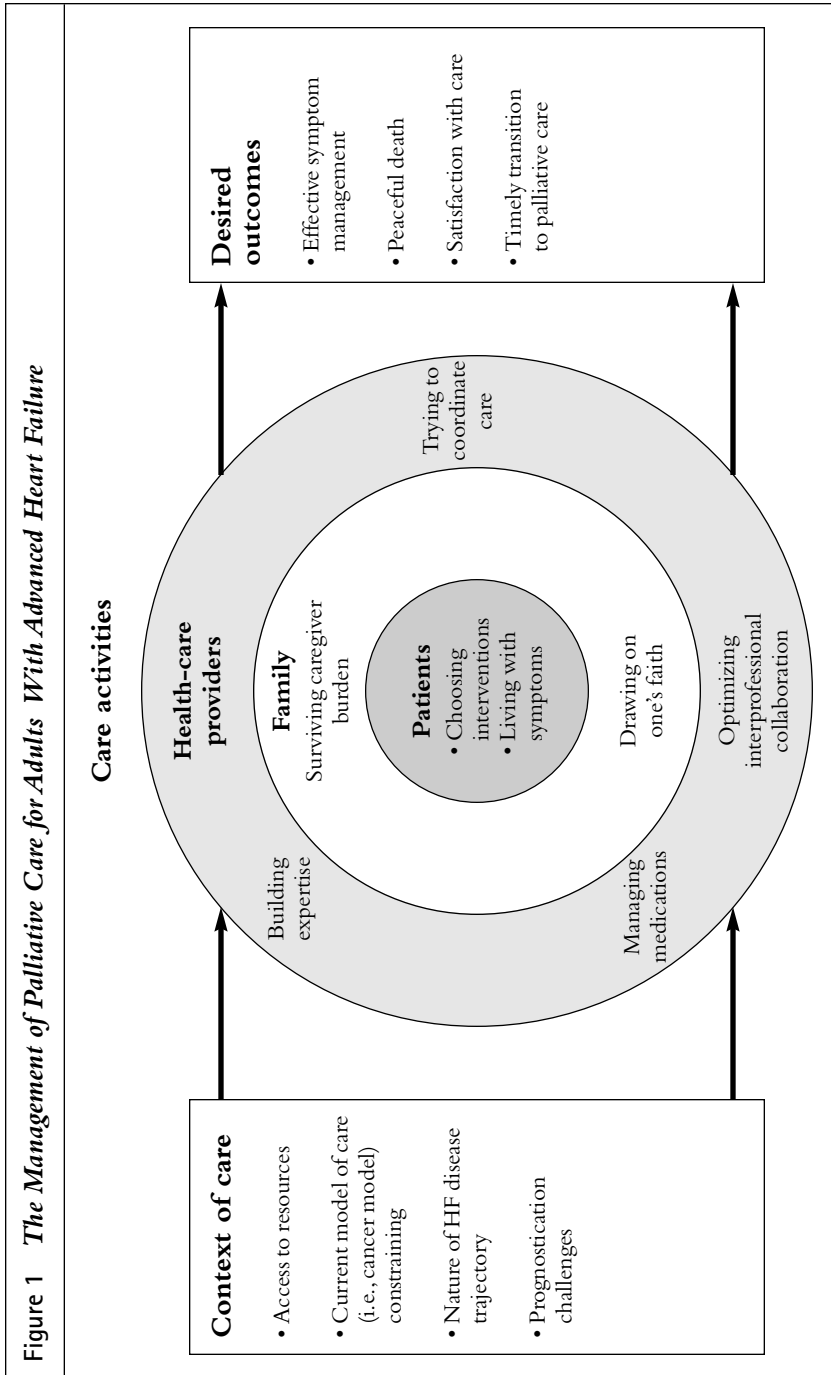 Figure 1 The Management of Palliative Care for Adults With Advanced Heart Failure
Care activities
Context of care
• Access to resources
• Current model of care
(i.e., cancer model)
constraining
• Nature of HF disease
trajectory
• Prognostication
challenges
Health-care
providers
Building
expertise
Trying to
coordinate
care
Managing
medications
Optimizing
interprofessional
collaboration
Family
Surviving caregiver
burden
Drawing on
one's faith
Patients
• Choosing
interventions
• Living with
symptoms
Desired
outcomes
• Effective symptom
management
• Peaceful death
• Satisfaction with care
• Timely transition
to palliative care